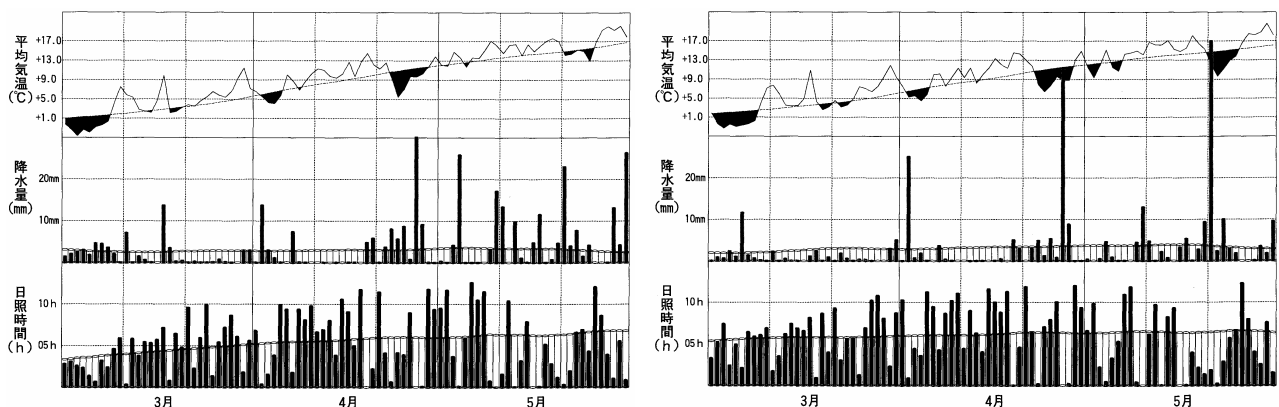 平均気温(℃)
+17.0
+13.0
+9.0
+5.0
+1.0
降水量(mm)
20mm
10mm
日照時間(h)
10h
05h
3月
4月
5月
平均気温(℃)
+17.0
+13.0
+9.0
+5.0
+1.0
降水量(mm)
20mm
10mm
日照時間(h)
10h
05h
3月
4月
5月